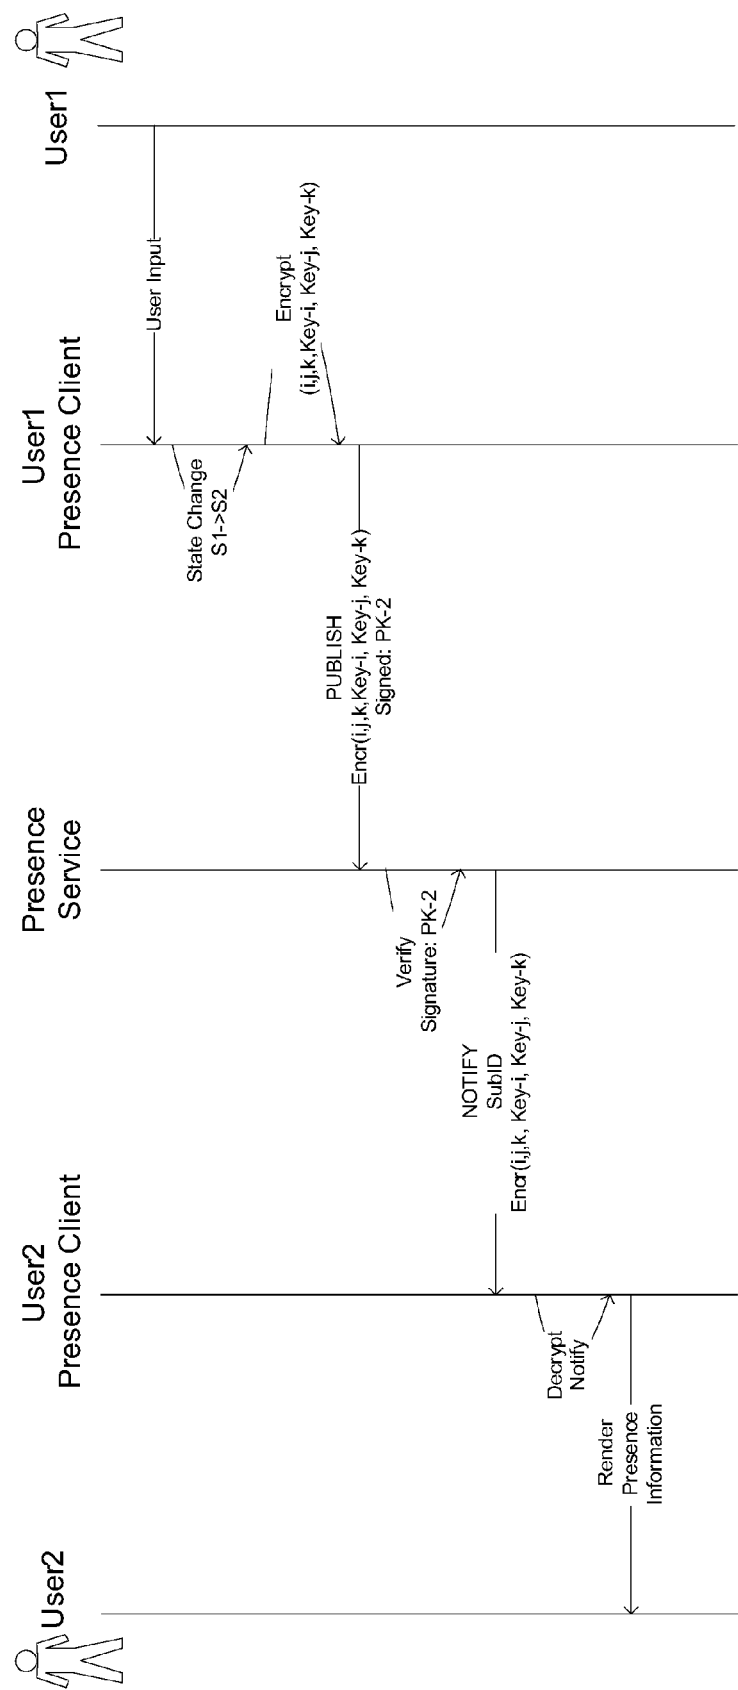 User2
User2
Presence Client
Presence
Service
User1
Presence Client
User1
User Input
State Change
S1->S2
Encrypt
(i,j,k,Key-i, Key-j, Key-k)
PUBLISH
Encr(i,j,k,Key-i, Key-j, Key-k)
Signed: PK-2
Verify
Signature: PK-2
NOTIFY
SubID
Encr(i,j,k, Key-i, Key-j, Key-k)
Decrypt
Notify
Render
Presence
Information